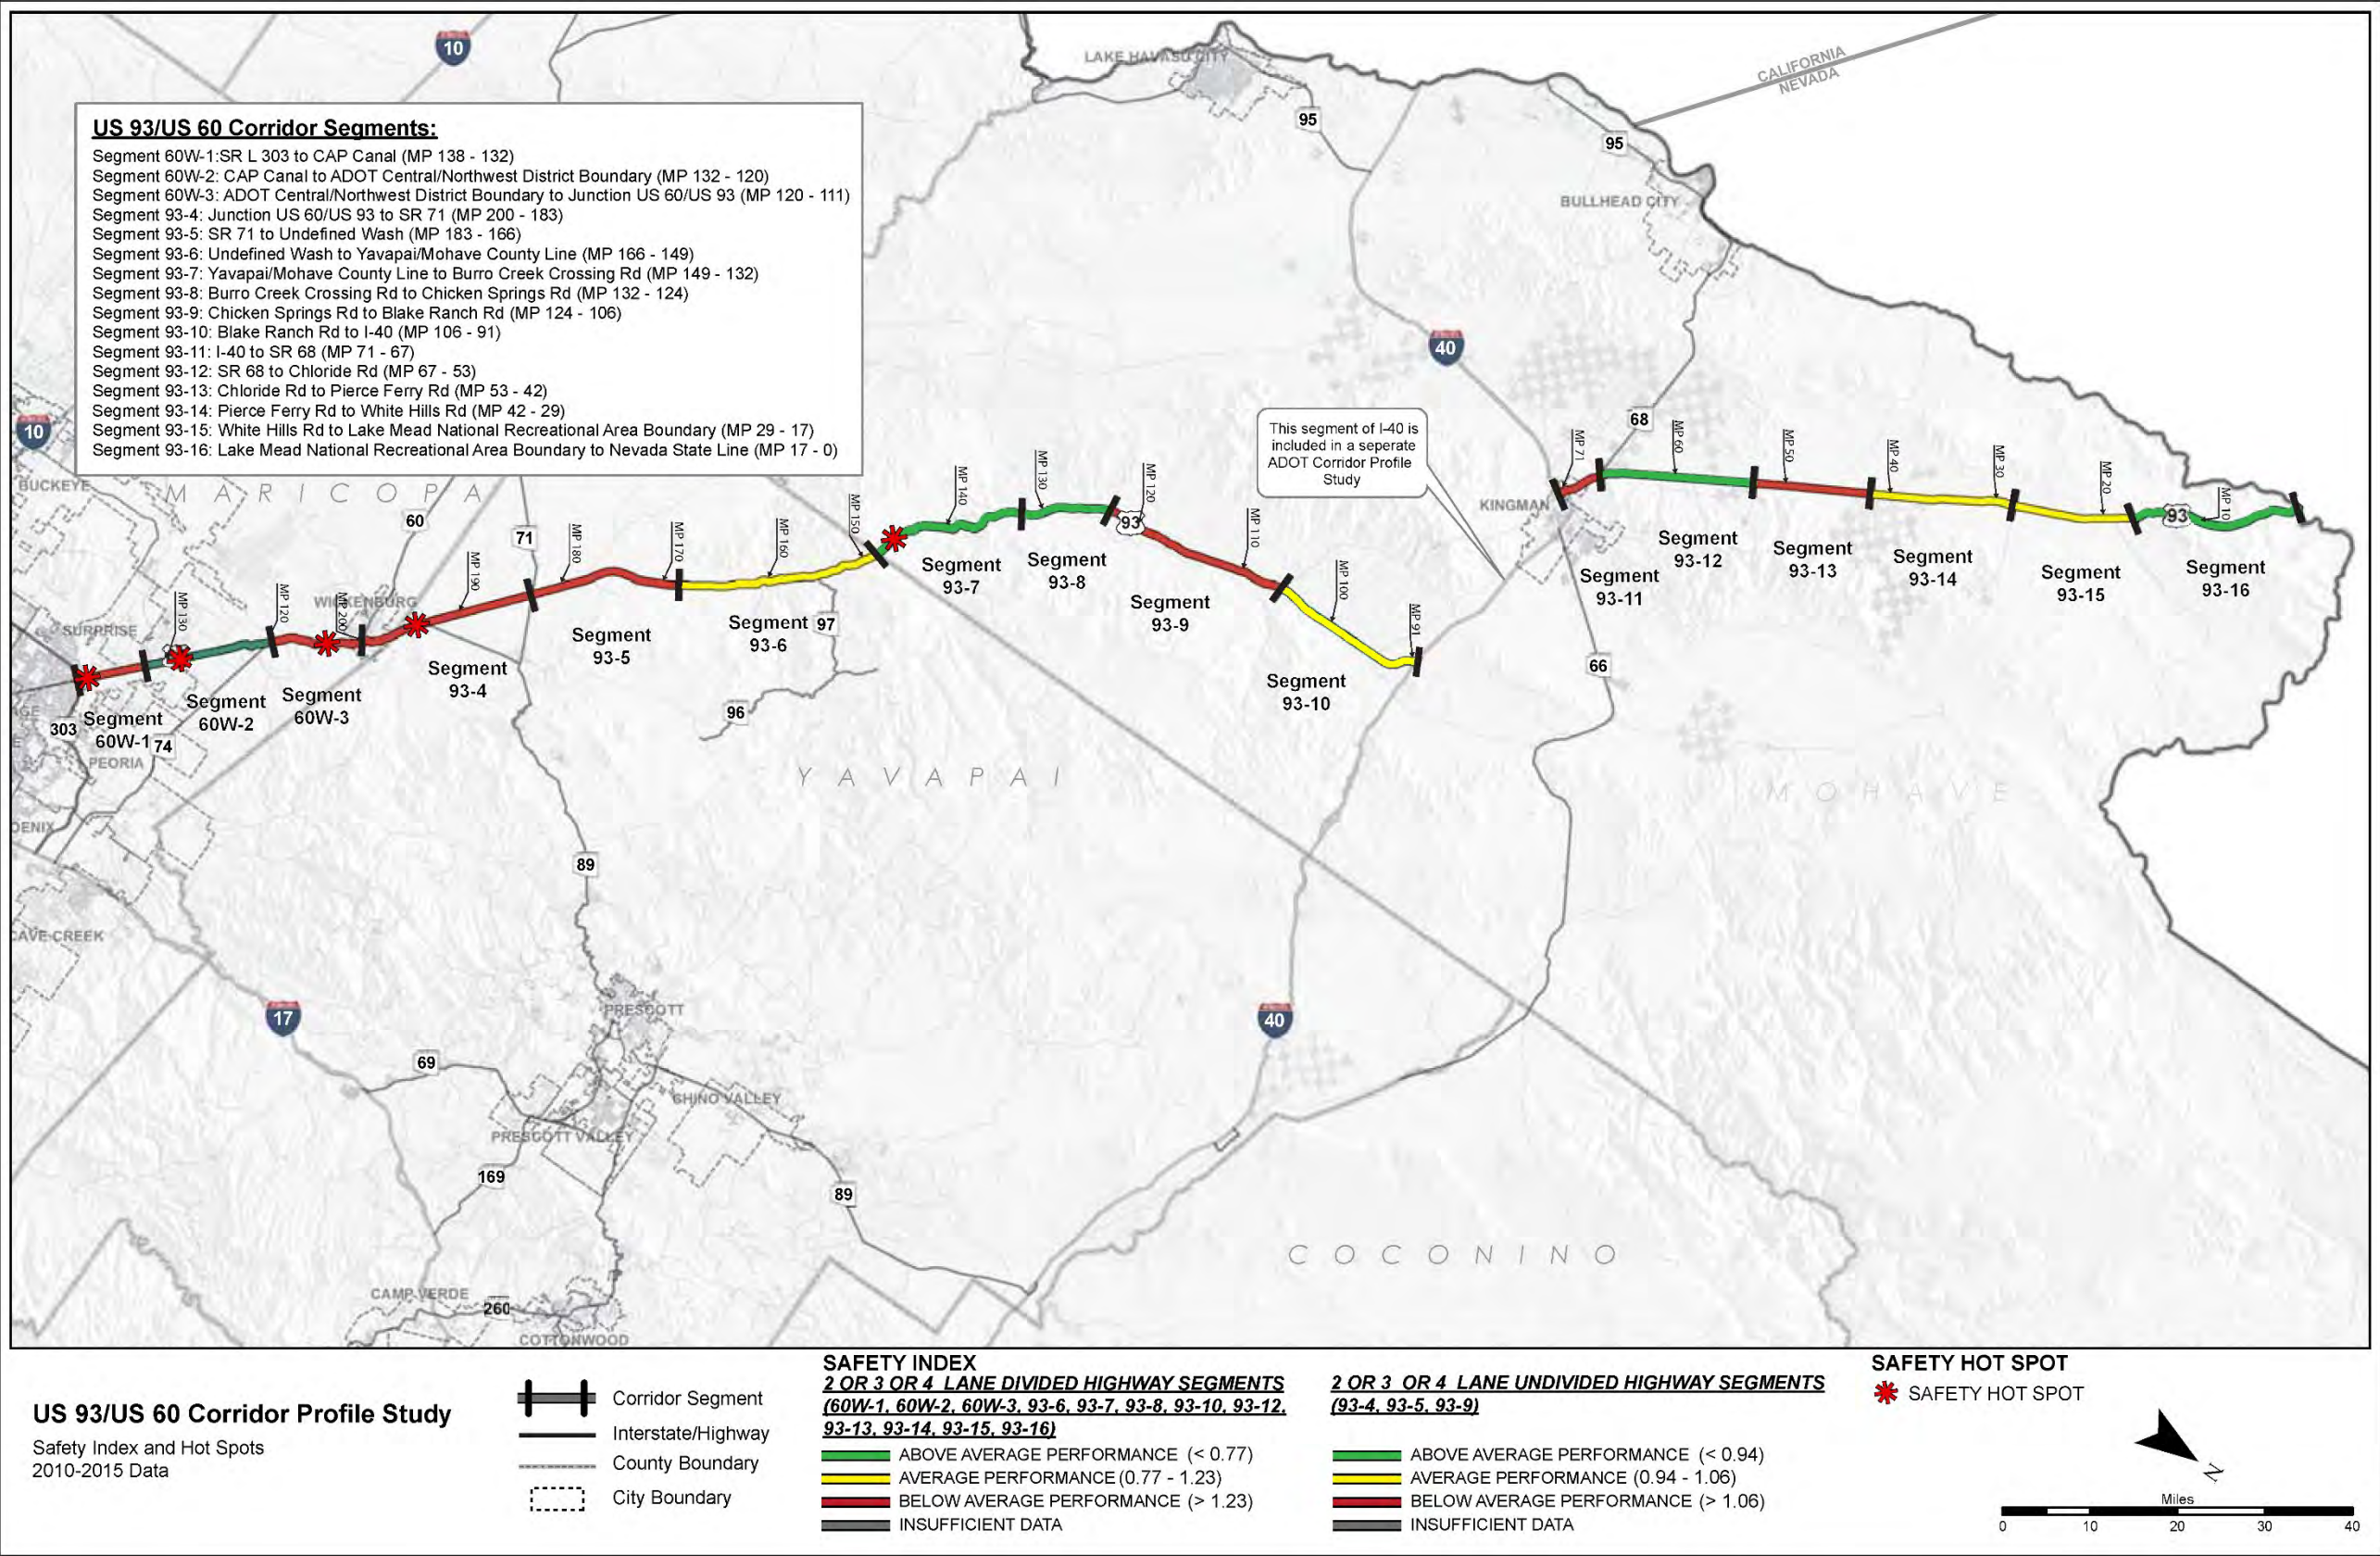 10
LAKE HAVASU CITY
CALIFORNIA
NEVADA
95
95
BULLHEAD CITY
US 93/US 60 Corridor Segments:
Segment 60W-1:SR L 303 to CAP Canal (MP 138 - 132)
Segment 60W-2: CAP Canal to ADOT Central/Northwest District Boundary (MP 132 - 120)
Segment 60W-3: ADOT Central/Northwest District Boundary to Junction US 60/US 93 (MP 120 - 111)
Segment 93-4: Junction US 60/US 93 to SR 71 (MP 200 - 183)
Segment 93-5: SR 71 to Undefined Wash (MP 183 - 166)
Segment 93-6: Undefined Wash to Yavapai/Mohave County Line (MP 166 - 149)
Segment 93-7: Yavapai/Mohave County Line to Burro Creek Crossing Rd (MP 149 - 132)
Segment 93-8: Burro Creek Crossing Rd to Chicken Springs Rd (MP 132 - 124)
Segment 93-9: Chicken Springs Rd to Blake Ranch Rd (MP 124 - 106)
Segment 93-10: Blake Ranch Rd to I-40 (MP 106 - 91)
Segment 93-11: I-40 to SR 68 (MP 71 - 67)
Segment 93-12: SR 68 to Chloride Rd (MP 67 - 53)
Segment 93-13: Chloride Rd to Pierce Ferry Rd (MP 53 - 42)
Segment 93-14: Pierce Ferry Rd to White Hills Rd (MP 42 - 29)
Segment 93-15: White Hills Rd to Lake Mead National Recreational Area Boundary (MP 29 - 17)
Segment 93-16: Lake Mead National Recreational Area Boundary to Nevada State Line (MP 17 - 0)
40
10
This segment of I-40 is
included in a seperate
ADOT Corridor Profile
Study
68
BUCKEYE
MARICOPA
60
71
KINGMAN
MP 130
MP 120
MP 200
MP 190
MP 180
MP 170
MP 160
MP 150
MP 140
MP 130
MP 120
MP 110
MP 100
MP 91
MP 71
MP 60
MP 50
MP 40
MP 30
MP 20
MP 10
93
93
WICKENBURG
SURPRISE
Segment
60W-1
Segment
60W-2
Segment
60W-3
Segment
93-4
Segment
93-5
Segment
93-6
Segment
93-7
Segment
93-8
Segment
93-9
Segment
93-10
Segment
93-11
Segment
93-12
Segment
93-13
Segment
93-14
Segment
93-15
Segment
93-16
97
96
66
303
74
PEORIA
YAVAPAI
MOHAVE
89
CAVE CREEK
17
PRESCOTT
40
69
CHINO VALLEY
PRESCOTT VALLEY
169
89
COCONINO
CAMP VERDE
260
COTTONWOOD
US 93/US 60 Corridor Profile Study
Safety Index and Hot Spots
2010-2015 Data
Corridor Segment
Interstate/Highway
County Boundary
City Boundary
SAFETY INDEX
2 OR 3 OR 4 LANE DIVIDED HIGHWAY SEGMENTS
(60W-1, 60W-2, 60W-3, 93-6, 93-7, 93-8, 93-10, 93-12,
93-13, 93-14, 93-15, 93-16)
ABOVE AVERAGE PERFORMANCE (< 0.77)
AVERAGE PERFORMANCE (0.77 - 1.23)
BELOW AVERAGE PERFORMANCE (> 1.23)
INSUFFICIENT DATA
2 OR 3 OR 4 LANE UNDIVIDED HIGHWAY SEGMENTS
(93-4, 93-5, 93-9)
ABOVE AVERAGE PERFORMANCE (< 0.94)
AVERAGE PERFORMANCE (0.94 - 1.06)
BELOW AVERAGE PERFORMANCE (> 1.06)
INSUFFICIENT DATA
SAFETY HOT SPOT
SAFETY HOT SPOT
N
Miles
0 10 20 30 40